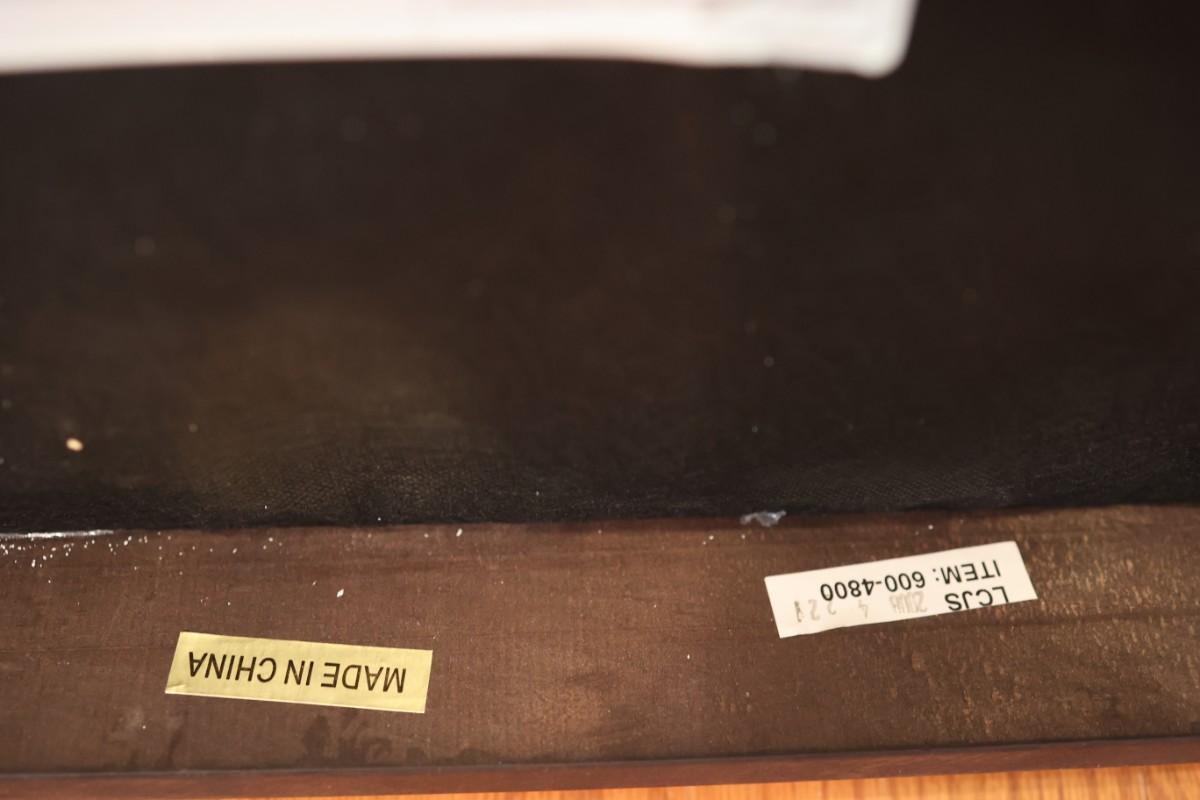 LCJS
ITEM: 600-4800
MADE IN CHINA